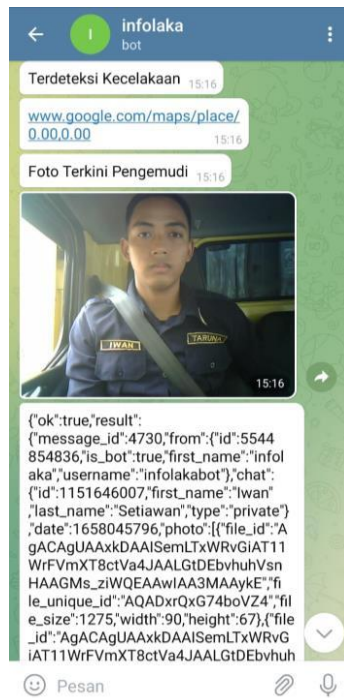 infolaka
bot
Terdeteksi Kecelakaan 15:16
www.google.com/maps/place/
0.00,0.00
15:16
Foto Terkini Pengemudi 15:16
IWAN
TARUNA
15:16
{"ok":true,"result":
{"message_id":4730,"from":{"id":5544
854836,"is_bot":true,"first_name":"infol
aka","username":"infolakabot"},"chat":
{"id":1151646007,"first_name":"Iwan"
,"last_name":"Setiawan","type":"private"}
,"date":1658045796,"photo":[{"file_id":"A
gACAgUAAxkDAAISemLTxWRvGiAT11
WrFVmXT8ctVa4JAALGtDEbvhuhVsn
HAAGMs_ziWQEAAwIAA3MAAykE","fi
le_unique_id":"AQADxrQxG74boVZ4","fil
e_size":1275,"width":90,"height":67},{"file
_id":"AgACAgUAAxkDAAISemLTxWRvG
iAT11WrFVmXT8ctVa4JAALGtDEbvhuh
Pesan